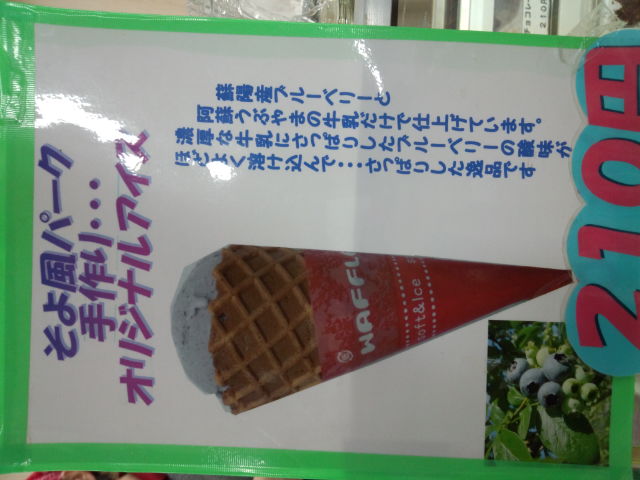 そよ風パーク
手作り・・・
オリジナルアイス
蘇陽産ブルーベリーと
阿蘇うぶやまの牛乳だけで仕上げています。
濃厚な牛乳にさっぱりしたブルーベリーの酸味が
ほどよく溶け込んで・・・さっぱりした逸品です
WAFFL
oft&Ice
210円